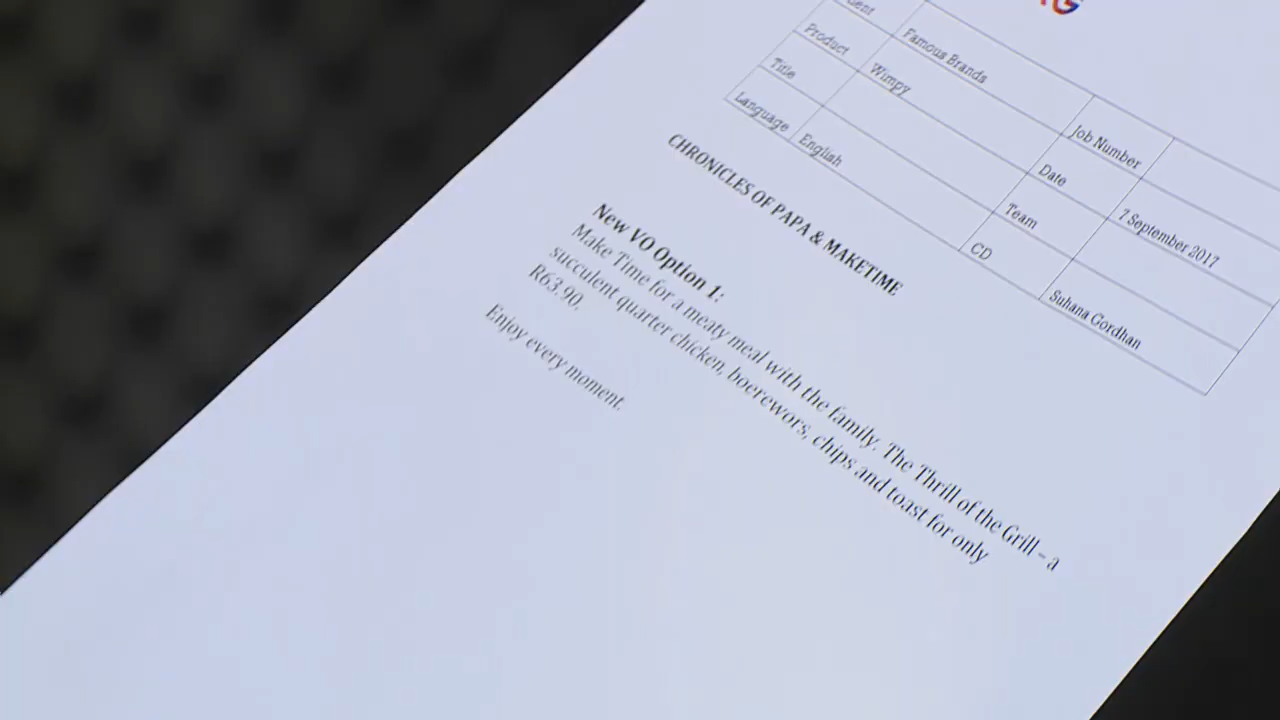 G
Famous Brands
Product
Wimpy
Job Number
Title
Date
7 September 2017
Language
English
Team
CD
Suhana Gordhan
CHRONICLES OF PAPA & MAKETIME
New VO Option 1:
Make Time for a meaty meal with the family. The Thrill of the Grill – a
succulent quarter chicken, boerewors, chips and toast for only
R63.90.
Enjoy every moment.